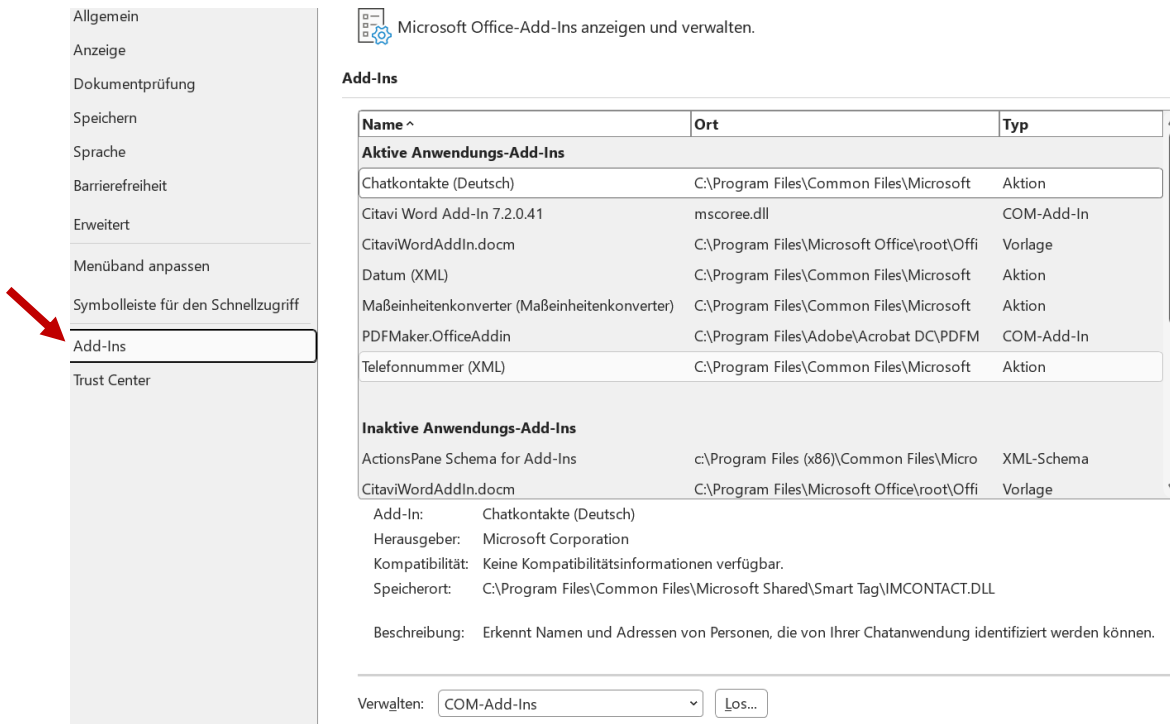 Allgemein
Anzeige
Dokumentprüfung
Speichern
Sprache
Barrierefreiheit
Erweitert
Menüband anpassen
Symbolleiste für den Schnellzugriff
Add-Ins
Trust Center
Microsoft Office-Add-Ins anzeigen und verwalten.
Add-Ins
Name Ort Typ
Aktive Anwendungs-Add-Ins
Chatkontakte (Deutsch) C:\Program Files\Common Files\Microsoft Aktion
Citavi Word Add-In 7.2.0.41 mscoree.dll COM-Add-In
CitaviWordAddIn.docm C:\Program Files\Microsoft Office\root\Offi Vorlage
Datum (XML) C:\Program Files\Common Files\Microsoft Aktion
Maßeinheitenkonverter (Maßeinheitenkonverter) C:\Program Files\Common Files\Microsoft Aktion
PDFMaker.OfficeAddin C:\Program Files\Adobe\Acrobat DC\PDFM COM-Add-In
Telefonnummer (XML) C:\Program Files\Common Files\Microsoft Aktion
Inaktive Anwendungs-Add-Ins
ActionsPane Schema for Add-Ins c:\Program Files (x86)\Common Files\Micro XML-Schema
CitaviWordAddIn.docm C:\Program Files\Microsoft Office\root\Offi Vorlage
Add-In: Chatkontakte (Deutsch)
Herausgeber: Microsoft Corporation
Kompatibilität: Keine Kompatibilitätsinformationen verfügbar.
Speicherort: C:\Program Files\Common Files\Microsoft Shared\Smart Tag\IMCONTACT.DLL
Beschreibung: Erkennt Namen und Adressen von Personen, die von Ihrer Chatanwendung identifiziert werden können.
Verwalten: COM-Add-Ins Los...